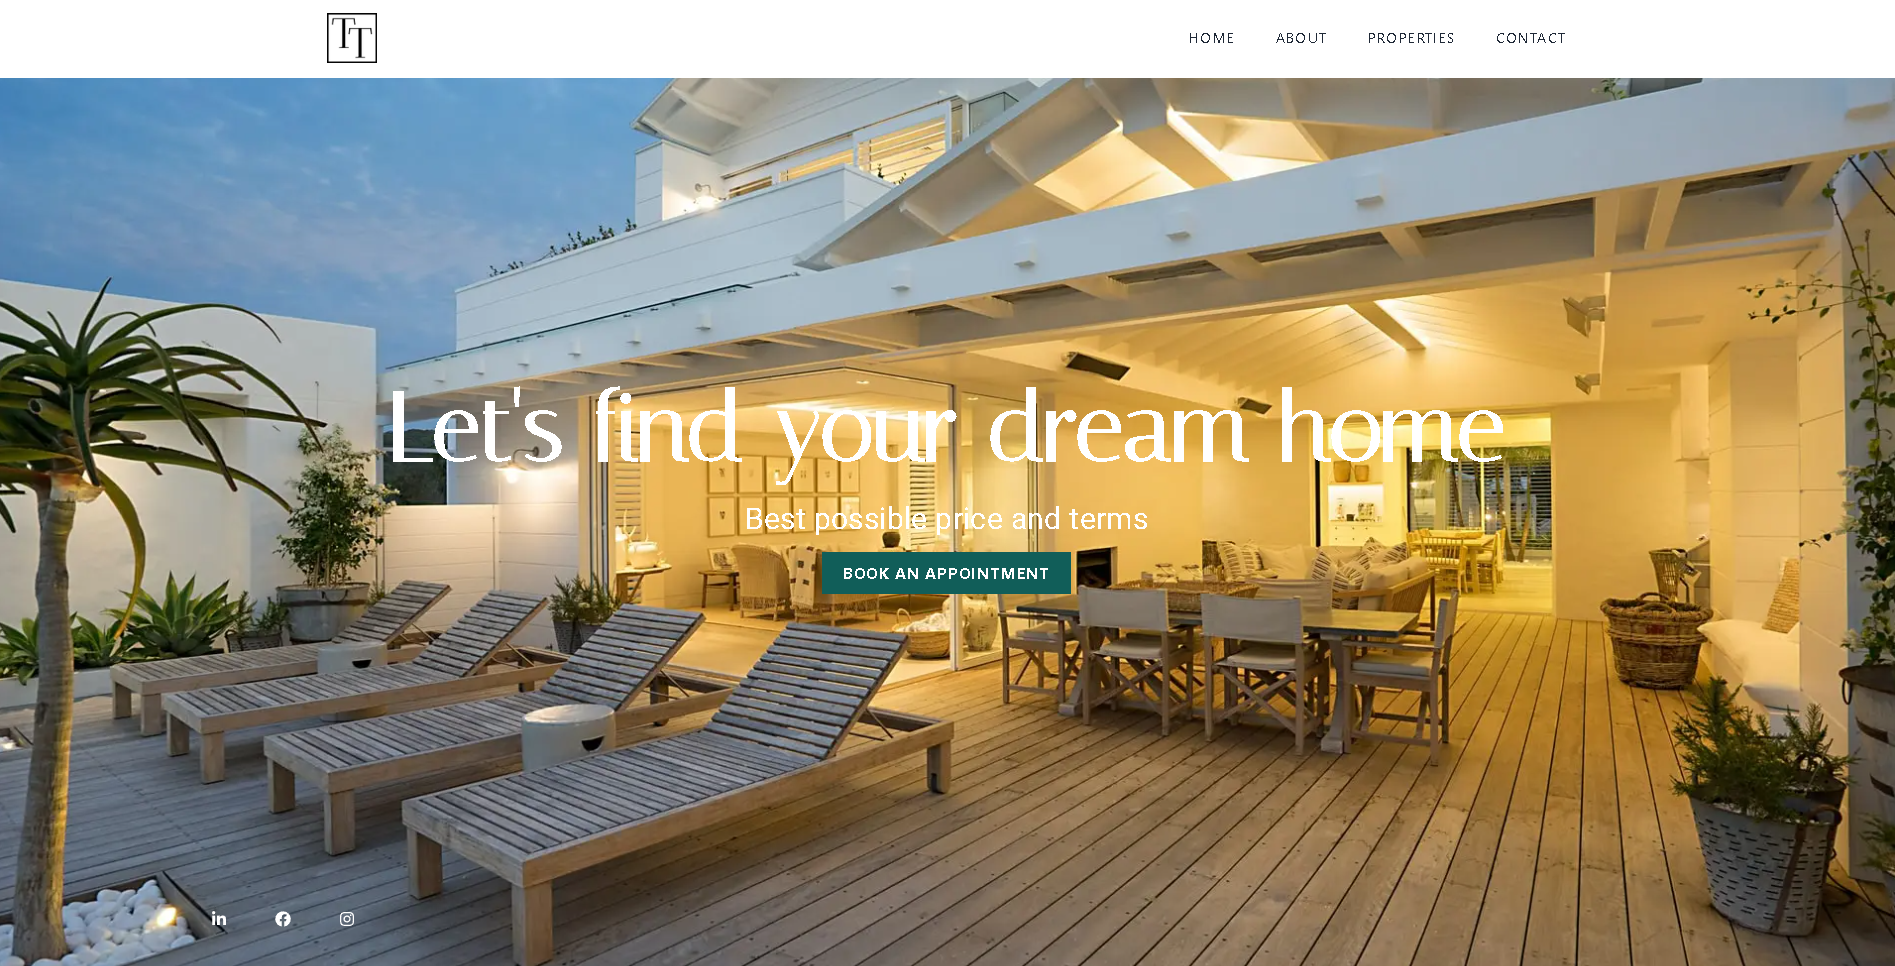 TT
HOME ABOUT PROPERTIES CONTACT
Let's find your dream home
Best possible price and terms
BOOK AN APPOINTMENT
in